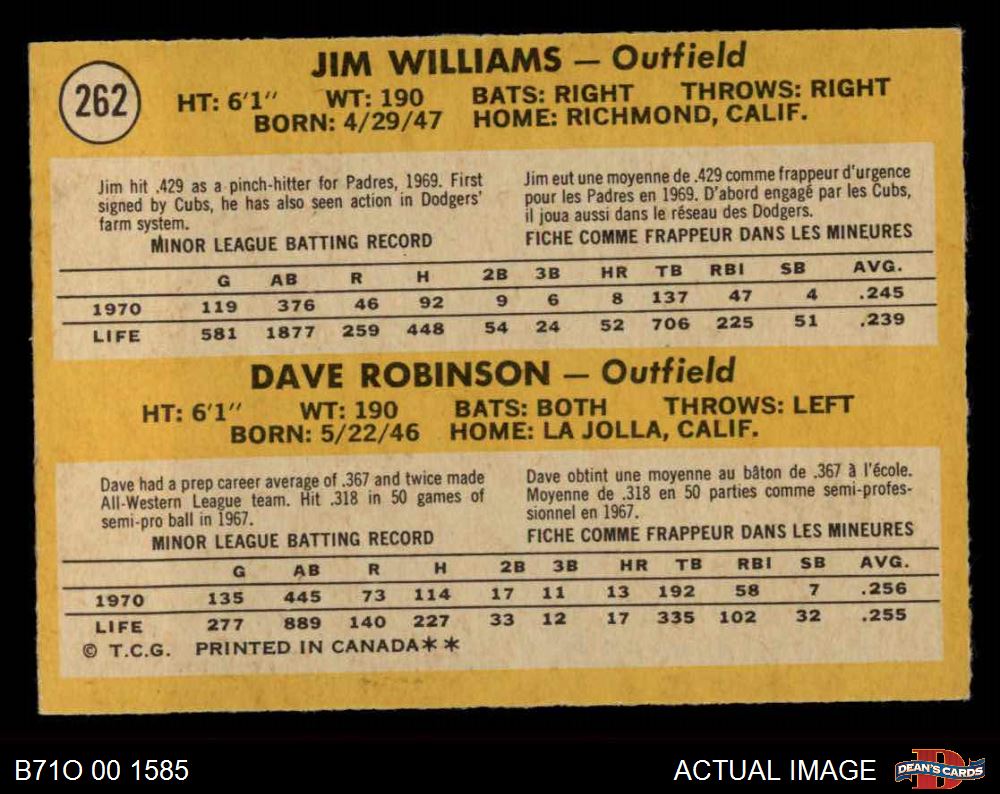 262
JIM WILLIAMS — Outfield
HT: 6'1" WT: 190 BATS: RIGHT THROWS: RIGHT
BORN: 4/29/47 HOME: RICHMOND, CALIF.
Jim hit .429 as a pinch-hitter for Padres, 1969. First
signed by Cubs, he has also seen action in Dodgers'
farm system.
MINOR LEAGUE BATTING RECORD
Jim eut une moyenne de .429 comme frappeur d'urgence
pour les Padres en 1969. D'abord engagé par les Cubs,
il joua aussi dans le réseau des Dodgers.
FICHE COMME FRAPPEUR DANS LES MINEURES
G AB R H 2B 3B HR TB RBI SB AVG.
1970 119 376 46 92 9 6 8 137 47 4 .245
LIFE 581 1877 259 448 54 24 52 706 225 51 .239
DAVE ROBINSON — Outfield
HT: 6'1" WT: 190 BATS: BOTH THROWS: LEFT
BORN: 5/22/46 HOME: LA JOLLA, CALIF.
Dave had a prep career average of .367 and twice made
All-Western League team. Hit .318 in 50 games of
semi-pro ball in 1967.
MINOR LEAGUE BATTING RECORD
Dave obtint une moyenne au bâton de .367 à l'école.
Moyenne de .318 en 50 parties comme semi-profes-
sionnel en 1967.
FICHE COMME FRAPPEUR DANS LES MINEURES
G AB R H 2B 3B HR TB RBI SB AVG.
1970 135 445 73 114 17 11 13 192 58 7 .256
LIFE 277 889 140 227 33 12 17 335 102 32 .255
© T.C.G. PRINTED IN CANADA**
B71O 00 1585
ACTUAL IMAGE
DEAN'S CARDS